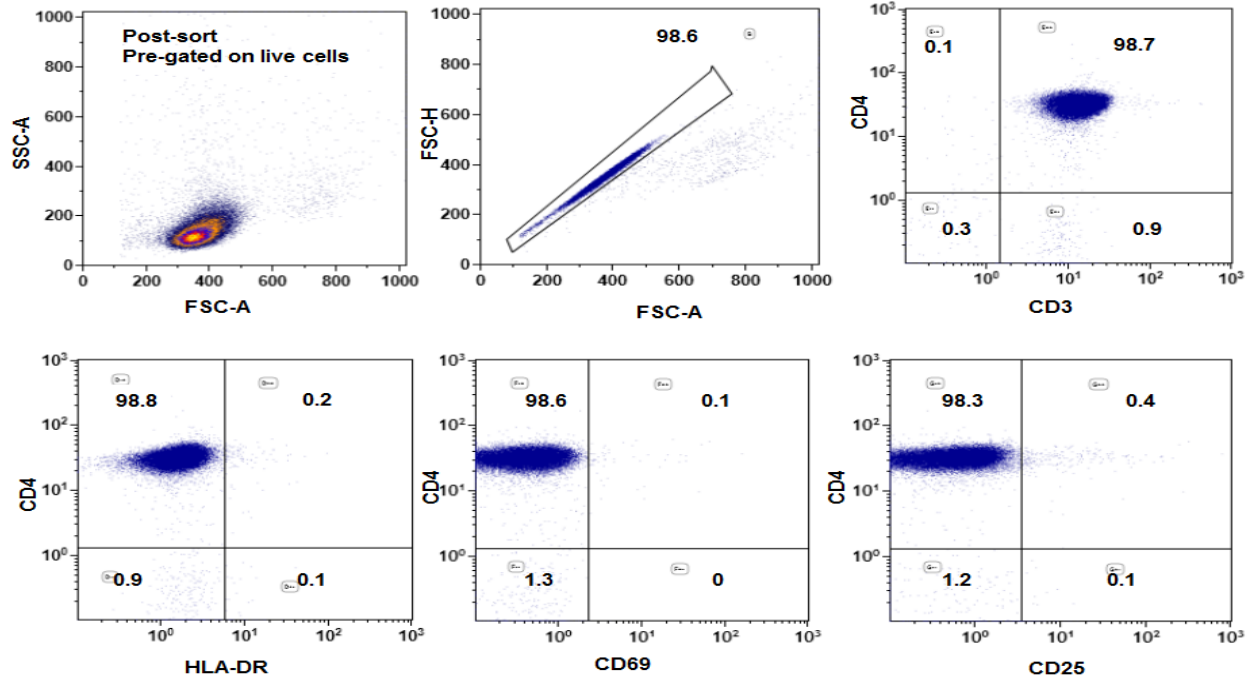 Post-sort
Pre-gated on live cells
SSC-A
1000
800
600
400
200
0
0 200 400 600 800 1000
FSC-A
98.6
FSC-H
1000
800
600
400
200
0
0 200 400 600 800 1000
FSC-A
0.1 98.7
CD4
10³
10²
10¹
10⁰
0.3 0.9
10⁰ 10¹ 10² 10³
CD3
98.8 0.2
CD4
10³
10²
10¹
10⁰
0.9 0.1
10⁰ 10¹ 10² 10³
HLA-DR
98.6 0.1
CD4
10³
10²
10¹
10⁰
1.3 0
10⁰ 10¹ 10² 10³
CD69
98.3 0.4
CD4
10³
10²
10¹
10⁰
1.2 0.1
10⁰ 10¹ 10² 10³
CD25